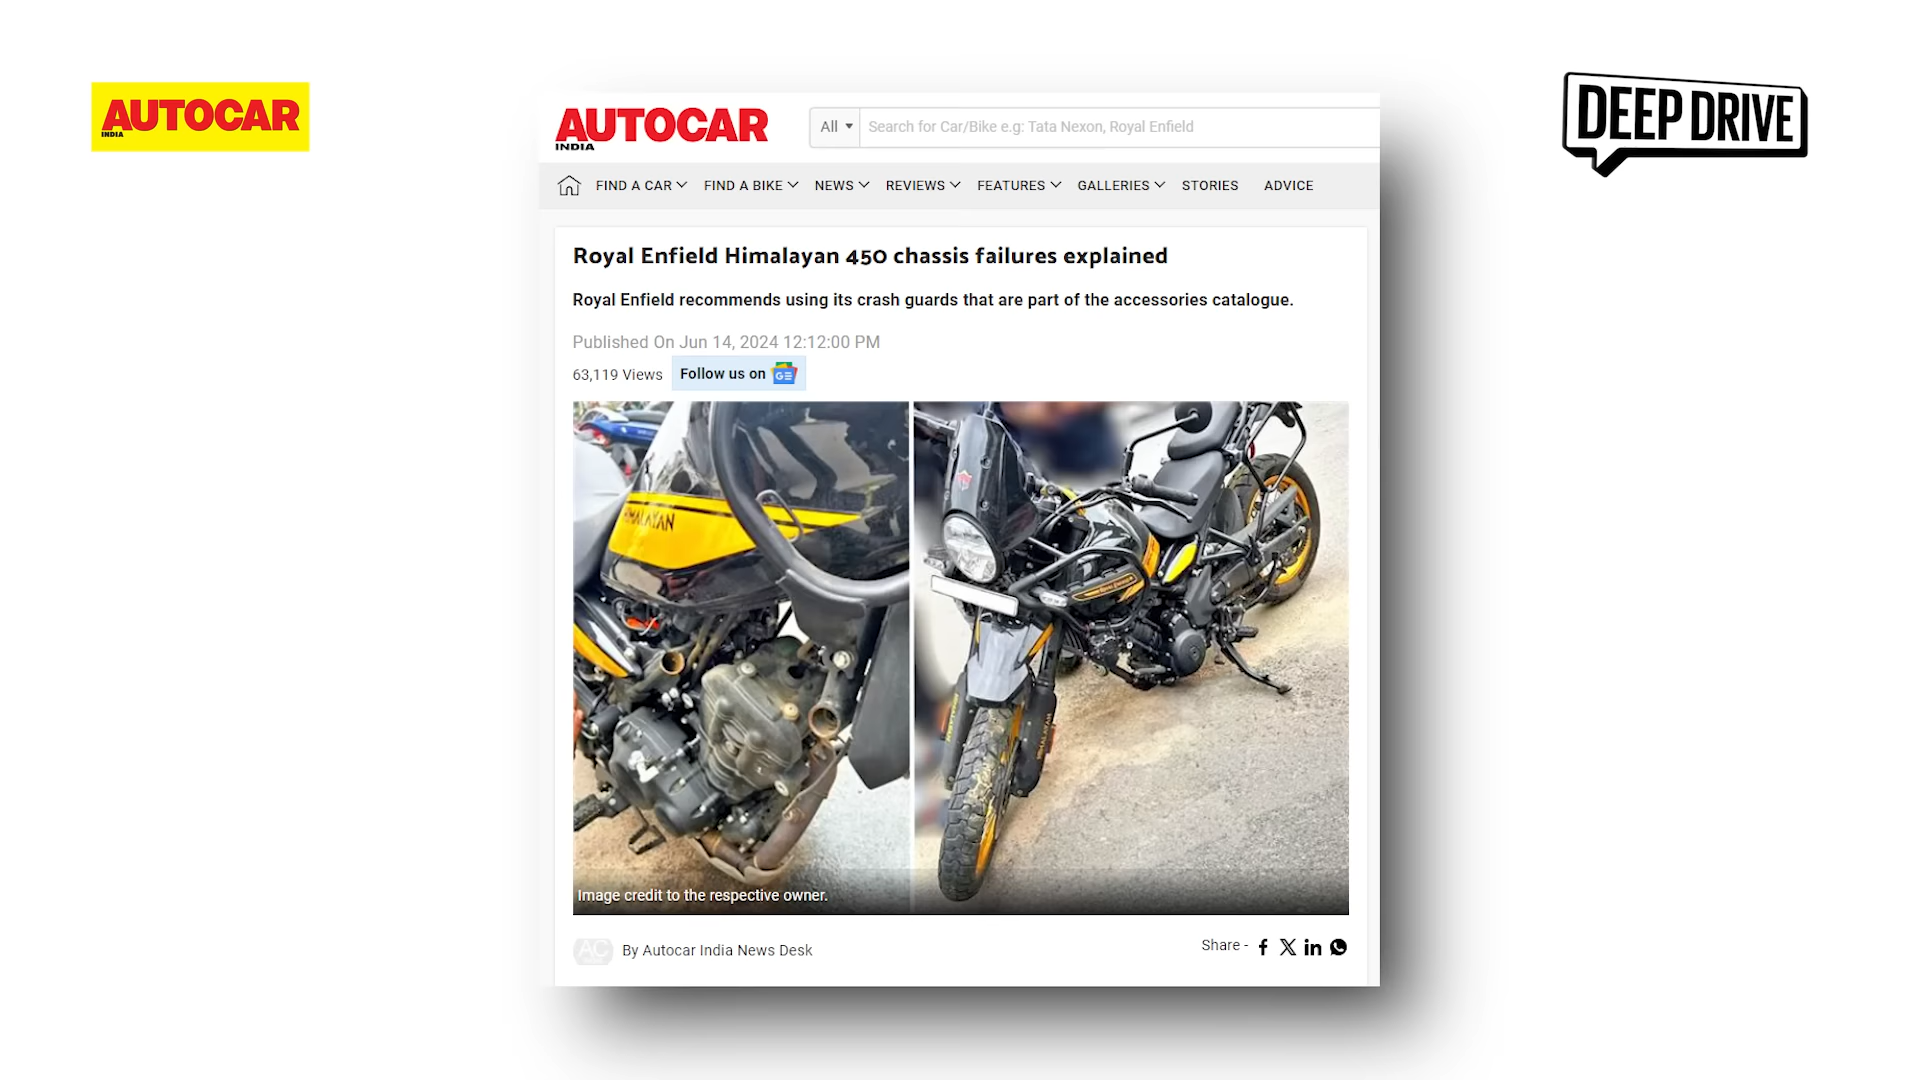 AUTOCAR
INDIA
DEEP DRIVE
AUTOCAR
INDIA
All
Search for Car/Bike e.g: Tata Nexon, Royal Enfield
FIND A CAR
FIND A BIKE
NEWS
REVIEWS
FEATURES
GALLERIES
STORIES
ADVICE
Royal Enfield Himalayan 450 chassis failures explained
Royal Enfield recommends using its crash guards that are part of the accessories catalogue.
Published On Jun 14, 2024 12:12:00 PM
63,119 Views
Follow us on
GE
HIMALAYAN
HIMALAYAN
Image credit to the respective owner.
AC
By Autocar India News Desk
Share -